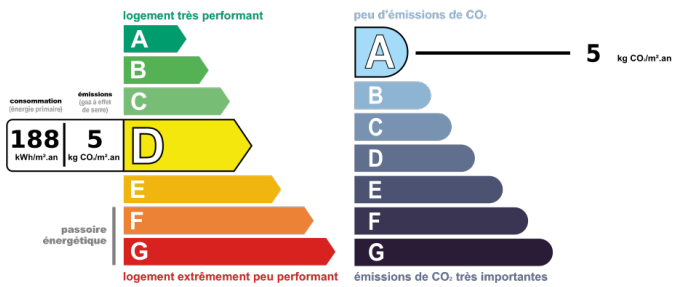 logement très performant
A
B
C
consommation
(énergie primaire)
émissions
(gaz à effet
de serre)
188
kWh/m².an
5
kg CO₂/m².an
D
E
F
G
passoire
énergétique
logement extrêmement peu performant
peu d'émissions de CO₂
A
5
kg CO₂/m².an
B
C
D
E
F
G
émissions de CO₂ très importantes